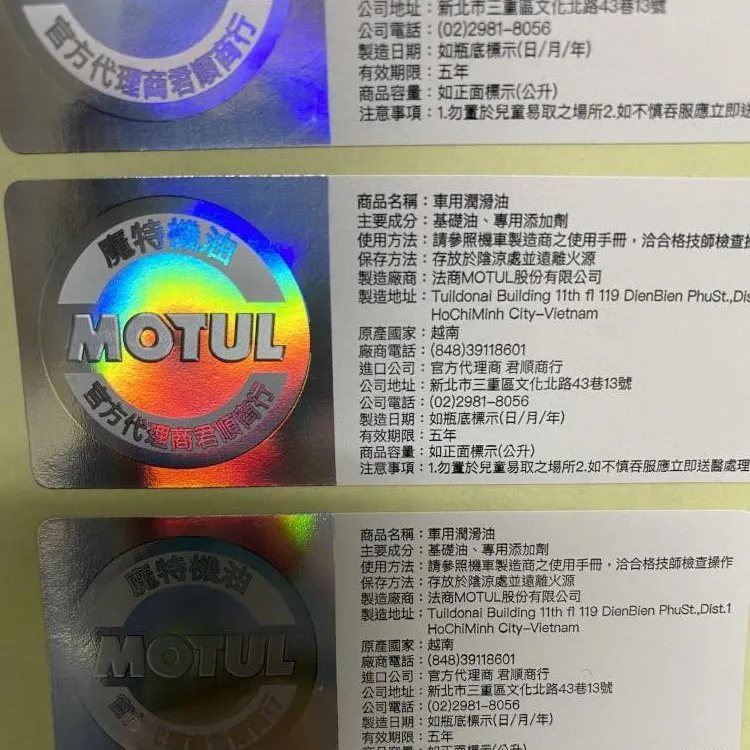 官方代理商君順商行
公司地址：新北市三重區文化北路43巷13號
公司電話：(02)2981-8056
製造日期：如瓶底標示(日/月/年)
有效期限：五年
商品容量：如正面標示(公升)
注意事項：1.勿置於兒童易取之場所2.如不慎吞服應立即送
魔特機油
MOTUL
官方代理商君順商行
商品名稱：車用潤滑油
主要成分：基礎油、專用添加劑
使用方法：請參照機車製造商之使用手冊，洽合格技師檢查
保存方法：存放於陰涼處並遠離火源
製造廠商：法商MOTUL股份有限公司
製造地址：Tuildonai Building 11th fl 119 DienBien PhuSt.,Dis
HoChiMinh City-Vietnam
原產國家：越南
廠商電話：(848)39118601
進口公司：官方代理商 君順商行
公司地址：新北市三重區文化北路43巷13號
公司電話：(02)2981-8056
製造日期：如瓶底標示(日/月/年)
有效期限：五年
商品容量：如正面標示(公升)
注意事項：1.勿置於兒童易取之場所2.如不慎吞服應立即送醫處理
魔特機油
MOTUL
商品名稱：車用潤滑油
主要成分：基礎油、專用添加劑
使用方法：請參照機車製造商之使用手冊，洽合格技師檢查操作
保存方法：存放於陰涼處並遠離火源
製造廠商：法商MOTUL股份有限公司
製造地址：Tuildonai Building 11th fl 119 DienBien PhuSt.,Dist.1
HoChiMinh City-Vietnam
原產國家：越南
廠商電話：(848)39118601
進口公司：官方代理商 君順商行
公司地址：新北市三重區文化北路43巷13號
公司電話：(02)2981-8056
製造日期：如瓶底標示(日/月/年)
有效期限：五年
商品容量：如正面標示(公升)